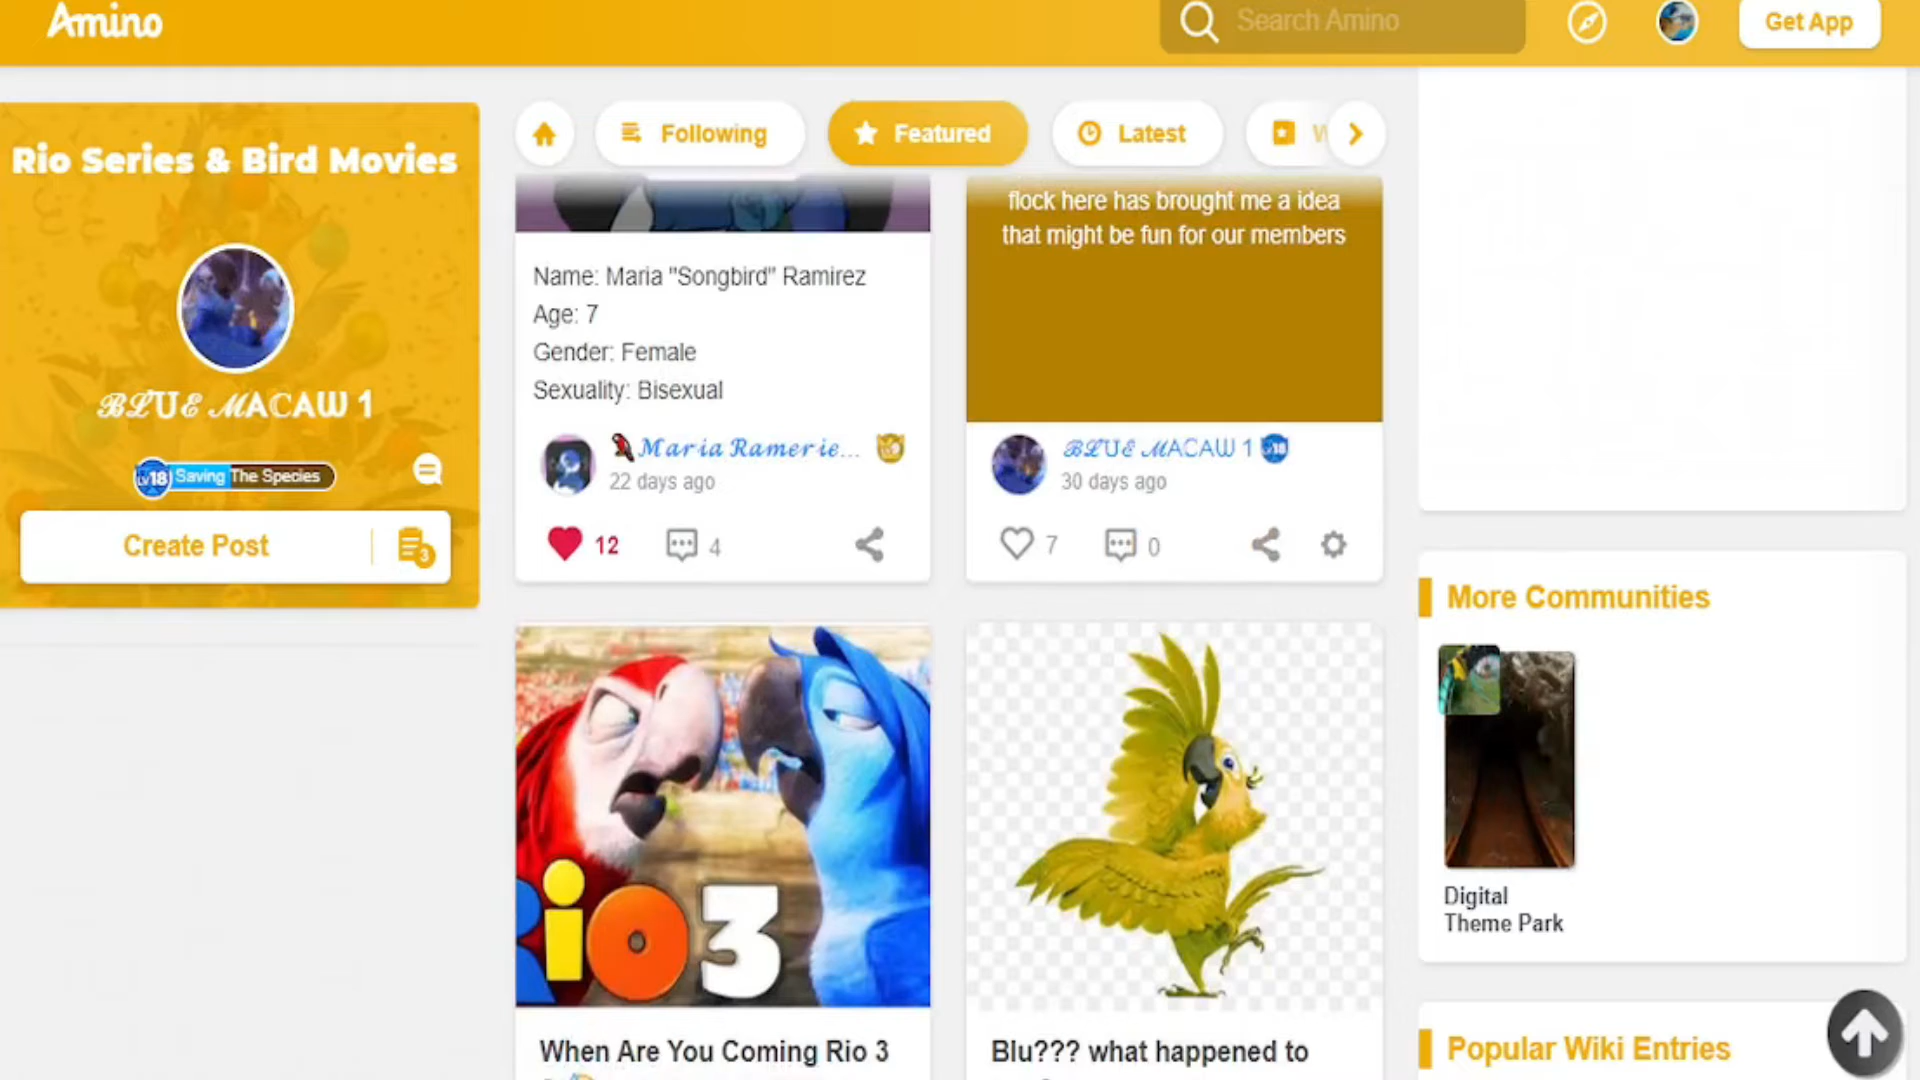 Amino
Search Amino
Get App
Rio Series & Bird Movies
ℬℒUℰ ℳAℂAW 1
LV18 Saving The Species
Create Post
3
Following
Featured
Latest
W
Name: Maria "Songbird" Ramirez
Age: 7
Gender: Female
Sexuality: Bisexual
𝓜𝓪𝓻𝓲𝓪 𝓡𝓪𝓶𝓮𝓻𝓲𝓮...
22 days ago
12
4
flock here has brought me a idea
that might be fun for our members
ℬℒUℰ ℳAℂAW 1 LV18
30 days ago
7
0
RIO 3
When Are You Coming Rio 3
Blu??? what happened to
More Communities
Digital
Theme Park
Popular Wiki Entries